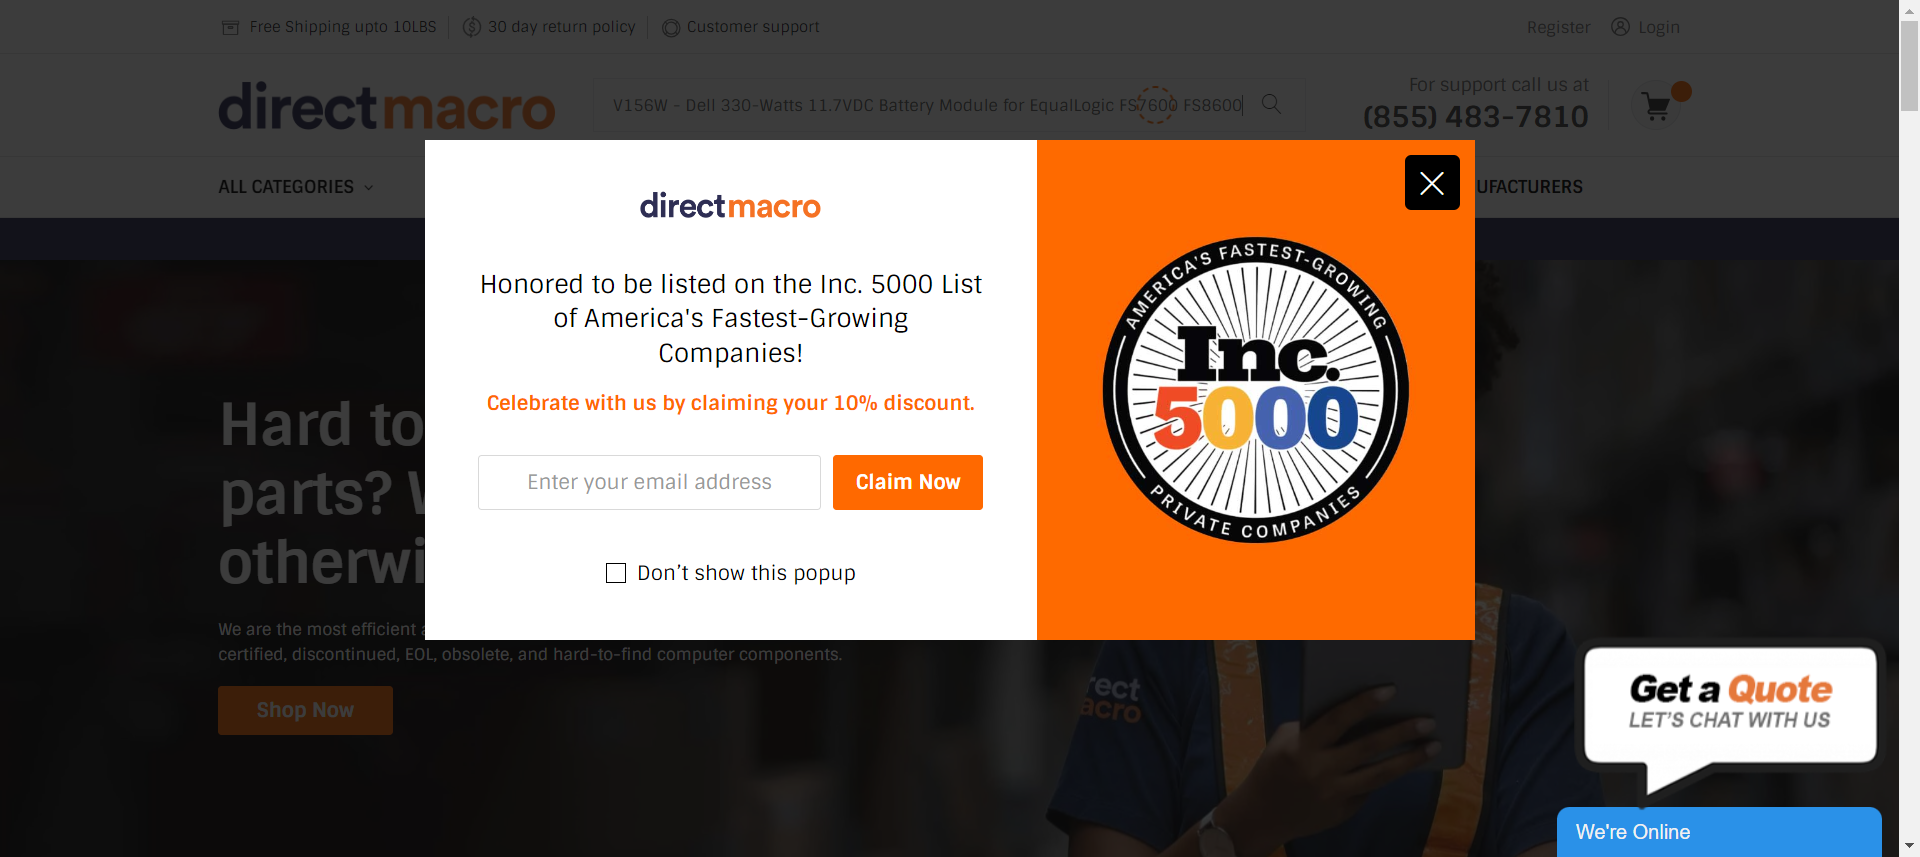 Free Shipping upto 10LBS
30 day return policy
Customer support
Register
Login
directmacro
V156W - Dell 330-Watts 11.7VDC Battery Module for EqualLogic FS7600 FS8600
For support call us at
(855) 483-7810
ALL CATEGORIES
UFACTURERS
directmacro
Honored to be listed on the Inc. 5000 List
of America's Fastest-Growing
Companies!
Celebrate with us by claiming your 10% discount.
Enter your email address
Claim Now
Don't show this popup
AMERICA'S FASTEST-GROWING
Inc.
5000
PRIVATE COMPANIES
Hard to
parts? W
otherwi
We are the most efficient
certified, discontinued, EOL, obsolete, and hard-to-find computer components.
Shop Now
rect
acro
Get a Quote
LET'S CHAT WITH US
We're Online